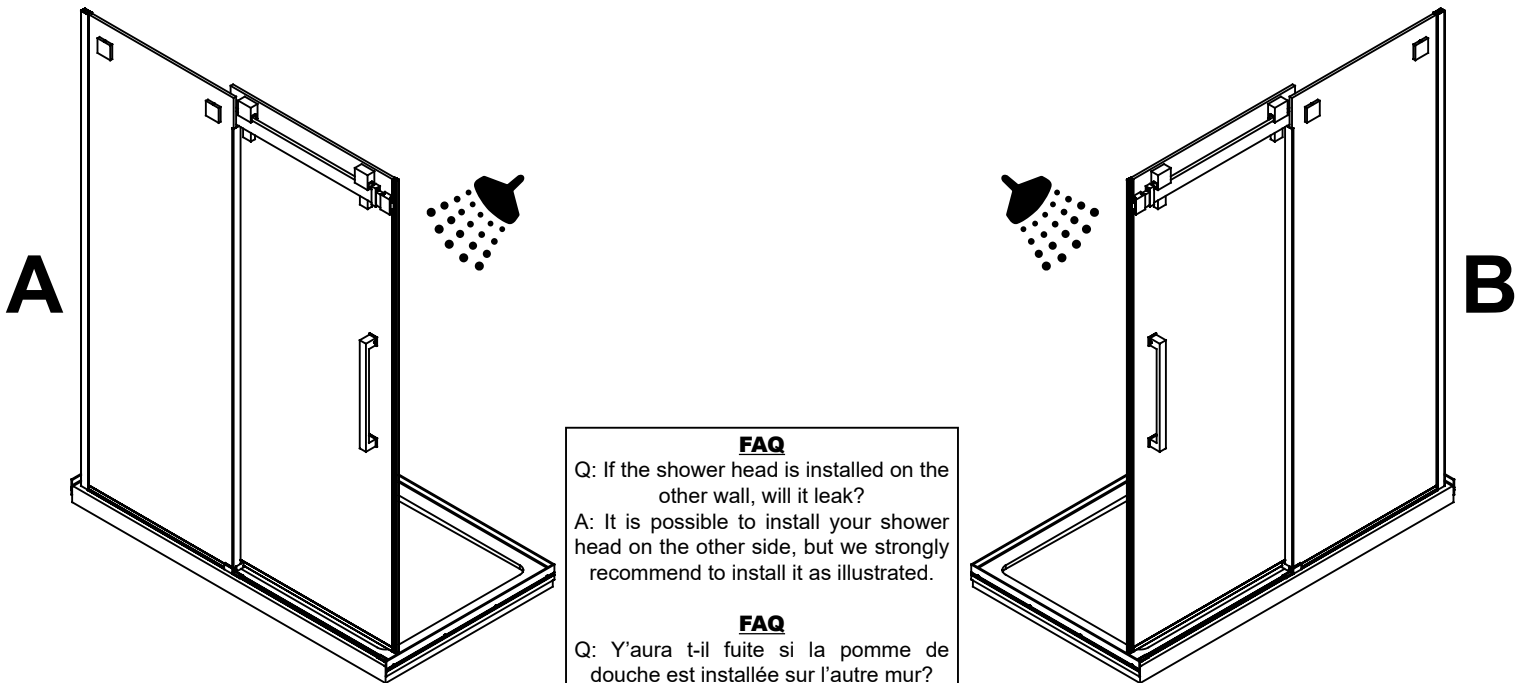 A
B
FAQ
Q: If the shower head is installed on the
other wall, will it leak?
A: It is possible to install your shower
head on the other side, but we strongly
recommend to install it as illustrated.
FAQ
Q: Y'aura t-il fuite si la pomme de
douche est installée sur l'autre mur?